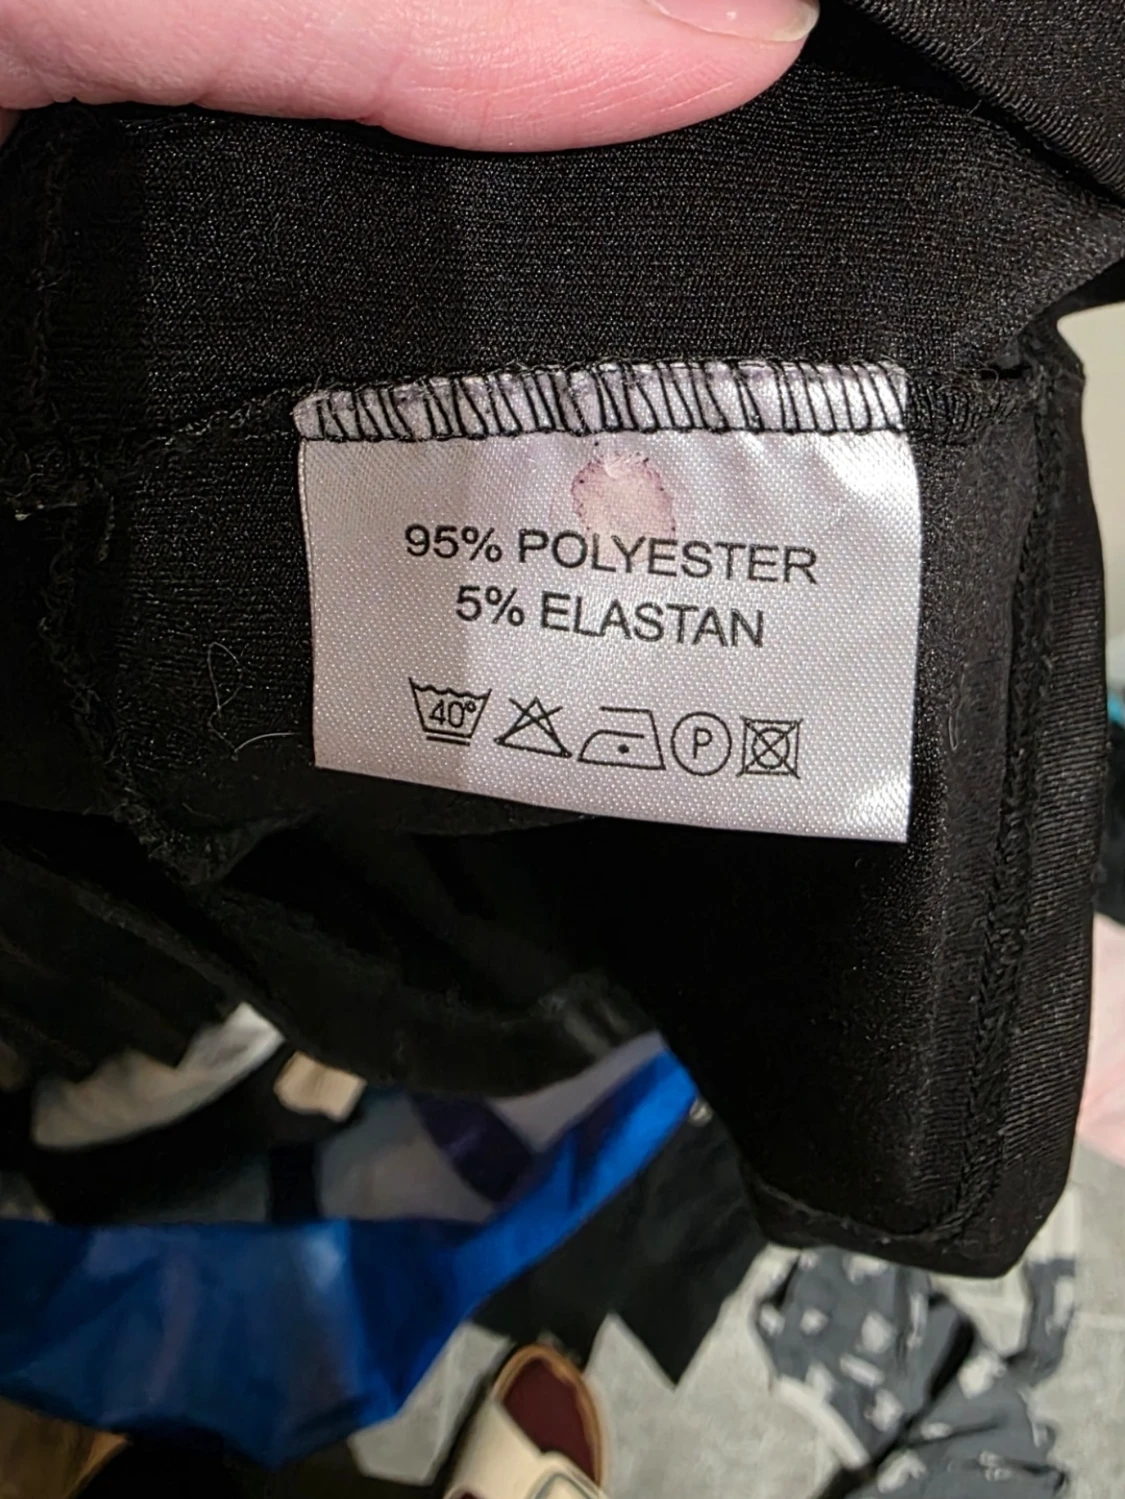 95% POLYESTER
5% ELASTAN
40° P